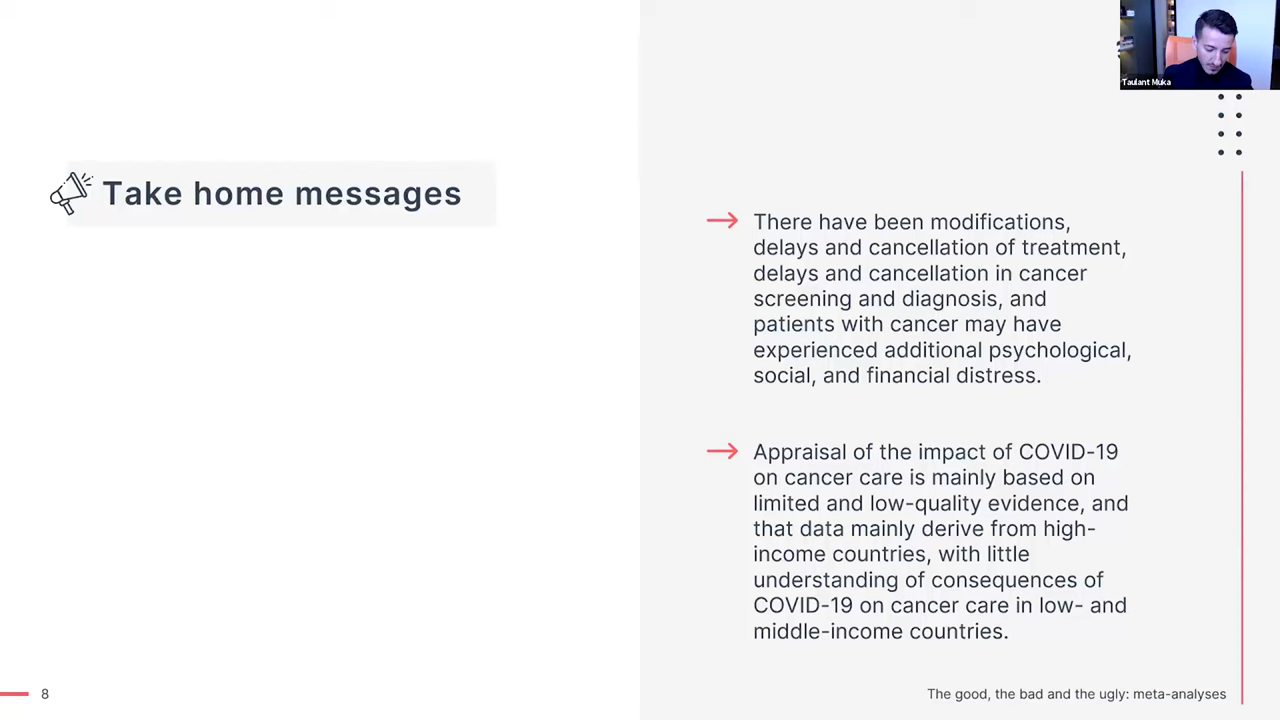 Taulant Muka
Take home messages
There have been modifications,
delays and cancellation of treatment,
delays and cancellation in cancer
screening and diagnosis, and
patients with cancer may have
experienced additional psychological,
social, and financial distress.
Appraisal of the impact of COVID-19
on cancer care is mainly based on
limited and low-quality evidence, and
that data mainly derive from high-
income countries, with little
understanding of consequences of
COVID-19 on cancer care in low- and
middle-income countries.
8
The good, the bad and the ugly: meta-analyses